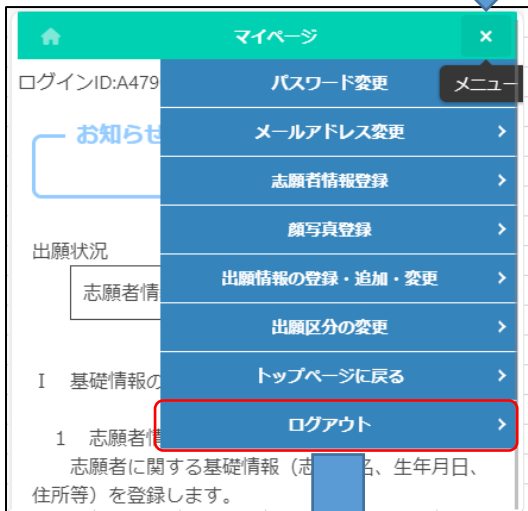 マイページ
×
ログインID:A479
パスワード変更
メニュー
お知らせ
メールアドレス変更
志願者情報登録
顔写真登録
出願状況
出願情報の登録・追加・変更
志願者情
出願区分の変更
トップページに戻る
Ⅰ 基礎情報の
ログアウト
1 志願者情
志願者に関する基礎情報(志 名、生年月日、
住所等)を登録します。